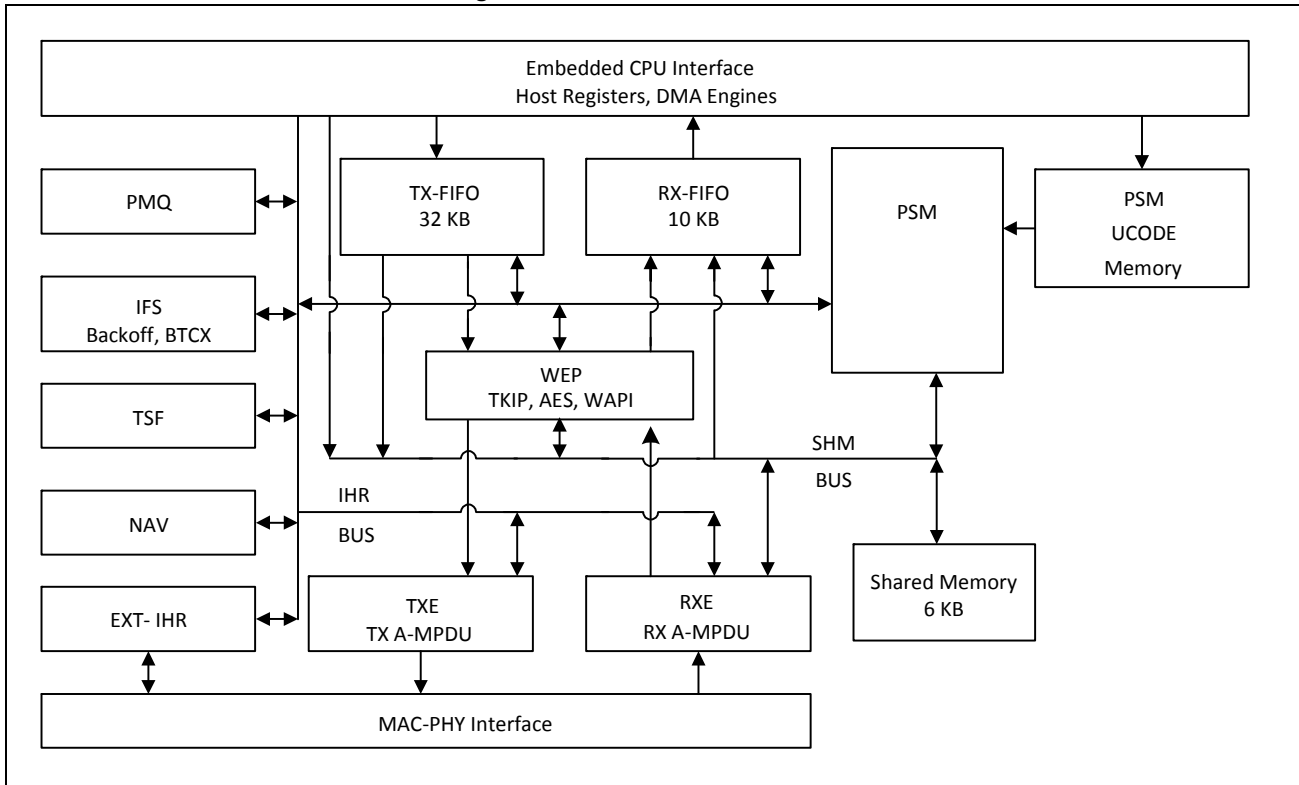 Embedded CPU Interface
Host Registers, DMA Engines
PMQ
TX-FIFO
32 KB
RX-FIFO
10 KB
PSM
PSM
UCODE
Memory
IFS
Backoff, BTCX
WEP
TKIP, AES, WAPI
TSF
SHM
BUS
IHR
BUS
NAV
Shared Memory
6 KB
EXT- IHR
TXE
TX A-MPDU
RXE
RX A-MPDU
MAC-PHY Interface